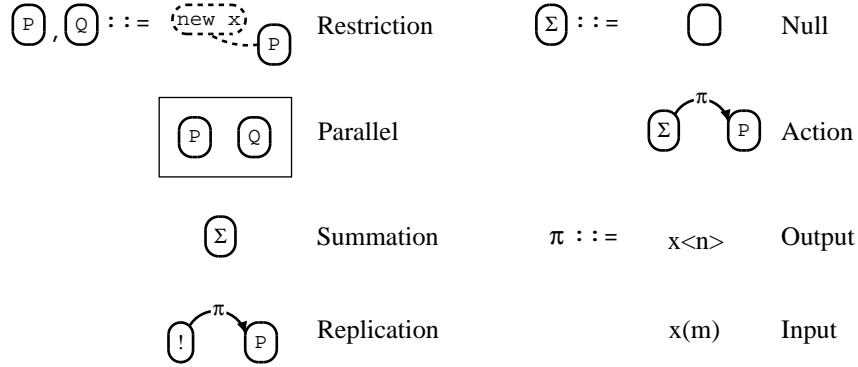 P , Q ::= new x P Restriction
Σ ::= Null
P Q Parallel
Σ π P Action
Σ Summation
π ::= x<n> Output
! π P Replication
x(m) Input